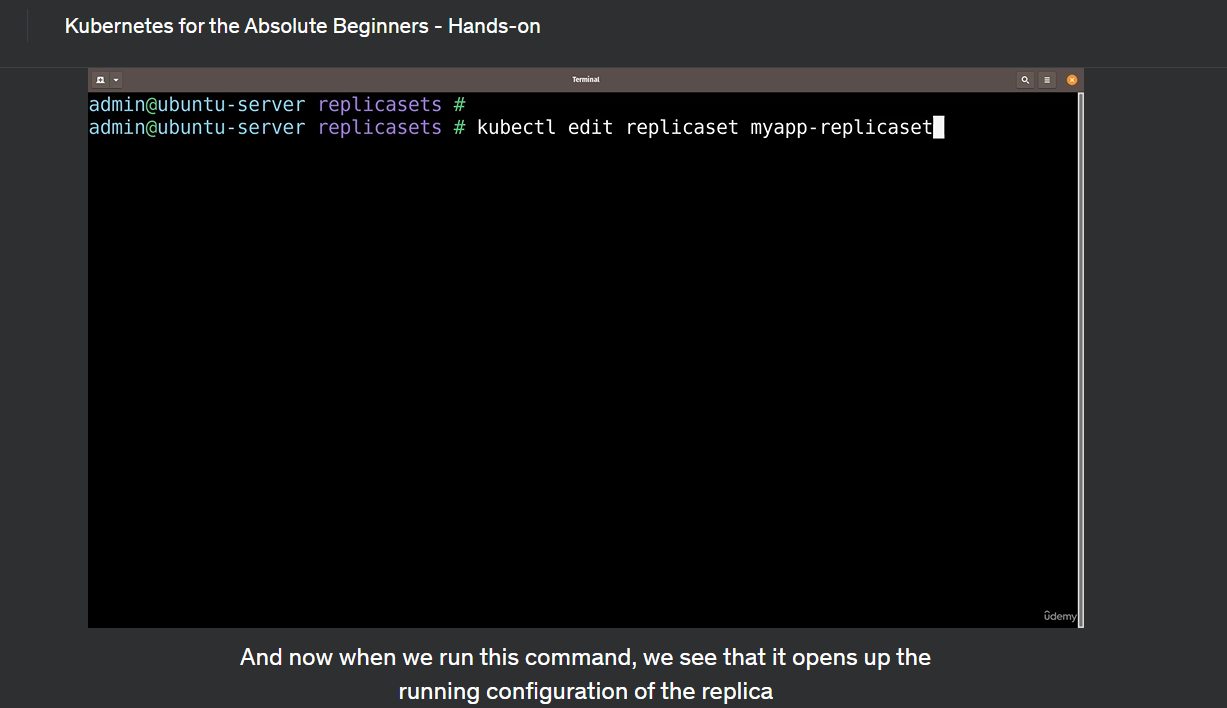 Kubernetes for the Absolute Beginners - Hands-on
Terminal
admin@ubuntu-server replicasets #
admin@ubuntu-server replicasets # kubectl edit replicaset myapp-replicaset
ûdemy
And now when we run this command, we see that it opens up the
running configuration of the replica